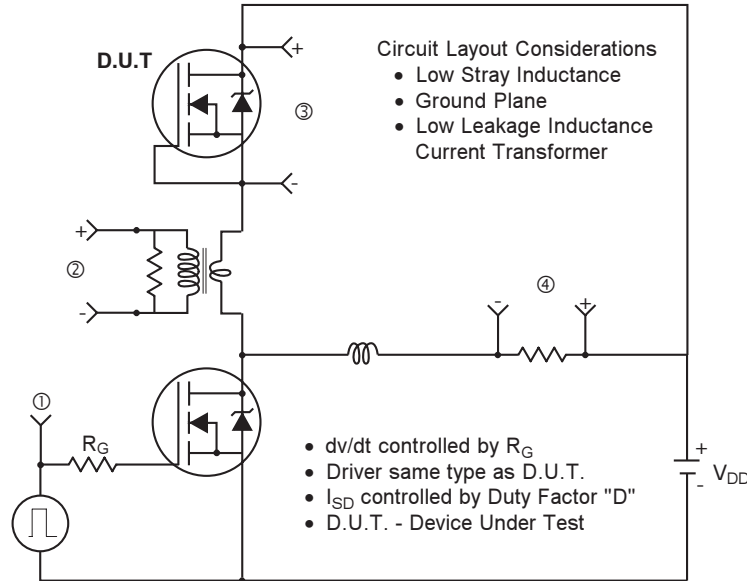 D.U.T
+
③
-
Circuit Layout Considerations
• Low Stray Inductance
• Ground Plane
• Low Leakage Inductance
Current Transformer
+
②
-
④
- +
①
RG
• dv/dt controlled by RG
• Driver same type as D.U.T.
• ISD controlled by Duty Factor "D"
• D.U.T. - Device Under Test
+
VDD
-